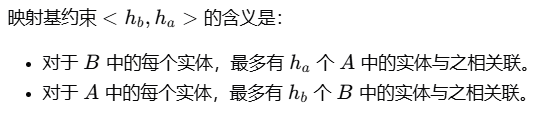 映射基约束 < h_b, h_a > 的含义是：
• 对于 B 中的每个实体，最多有 h_a 个 A 中的实体与之相关联。
• 对于 A 中的每个实体，最多有 h_b 个 B 中的实体与之相关联。